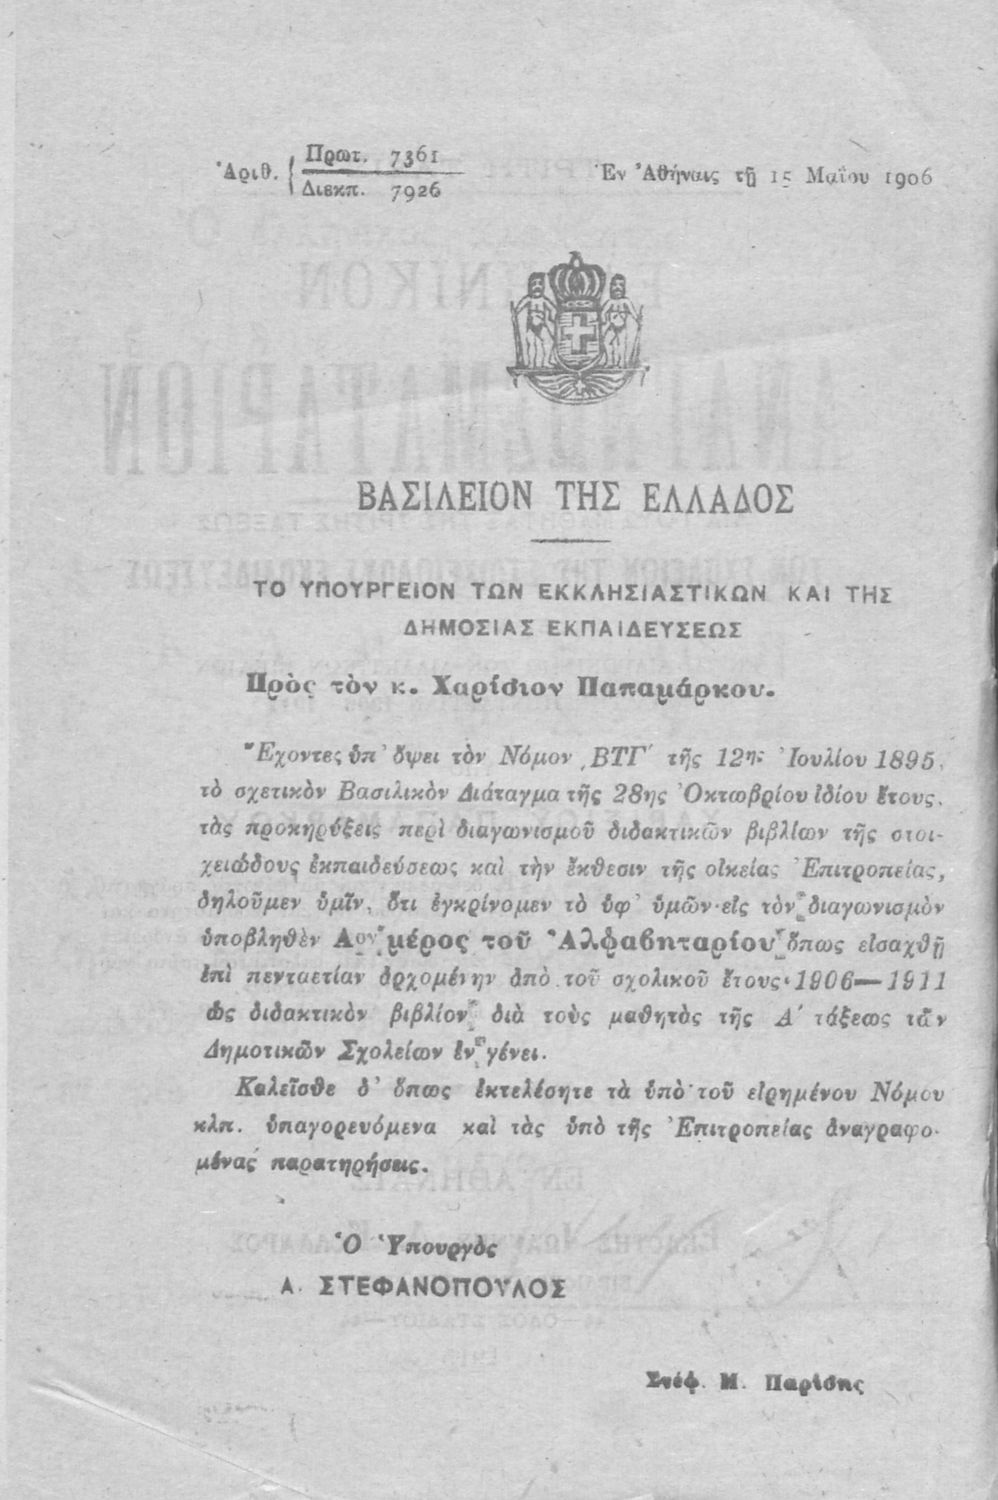 Ἀριθ. { Πρωτ. 7361
Διεκπ. 7926
Ἐν Ἀθήναις τῇ 15 Μαΐου 1906
ΒΑΣΙΛΕΙΟΝ ΤΗΣ ΕΛΛΑΔΟΣ
ΤΟ ΥΠΟΥΡΓΕΙΟΝ ΤΩΝ ΕΚΚΛΗΣΙΑΣΤΙΚΩΝ ΚΑΙ ΤΗΣ
ΔΗΜΟΣΙΑΣ ΕΚΠΑΙΔΕΥΣΕΩΣ
Πρὸς τὸν κ. Χαρίσιον Παπαμάρκου.
Ἔχοντες ὑπ' ὄψει τὸν Νόμον ͵ΒΤΓ′ τῆς 12ης Ἰουλίου 1895,
τὸ σχετικὸν Βασιλικὸν Διάταγμα τῆς 28ης Ὀκτωβρίου ἰδίου ἔτους,
τὰς προκηρύξεις περὶ διαγωνισμοῦ διδακτικῶν βιβλίων τῆς στοι-
χειώδους ἐκπαιδεύσεως καὶ τὴν ἔκθεσιν τῆς οἰκείας Ἐπιτροπείας,
δηλοῦμεν ὑμῖν, ὅτι ἐγκρίνομεν τὸ ὑφ' ὑμῶν εἰς τὸν διαγωνισμὸν
ὑποβληθὲν Αον μέρος τοῦ Ἀλφαβηταρίου ὅπως εἰσαχθῇ
ἐπὶ πενταετίαν ἀρχομένην ἀπὸ τοῦ σχολικοῦ ἔτους 1906—1911
ὡς διδακτικὸν βιβλίον διὰ τοὺς μαθητὰς τῆς Α′ τάξεως τῶν
Δημοτικῶν Σχολείων ἐν γένει.
Καλεῖσθε δ' ὅπως ἐκτελέσητε τὰ ὑπὸ τοῦ εἰρημένου Νόμου
κλπ. ὑπαγορευόμενα καὶ τὰς ὑπὸ τῆς Ἐπιτροπείας ἀναγραφο-
μένας παρατηρήσεις.
Ὁ Ὑπουργὸς
Α. ΣΤΕΦΑΝΟΠΟΥΛΟΣ
Στέφ. Μ. Παρίσης